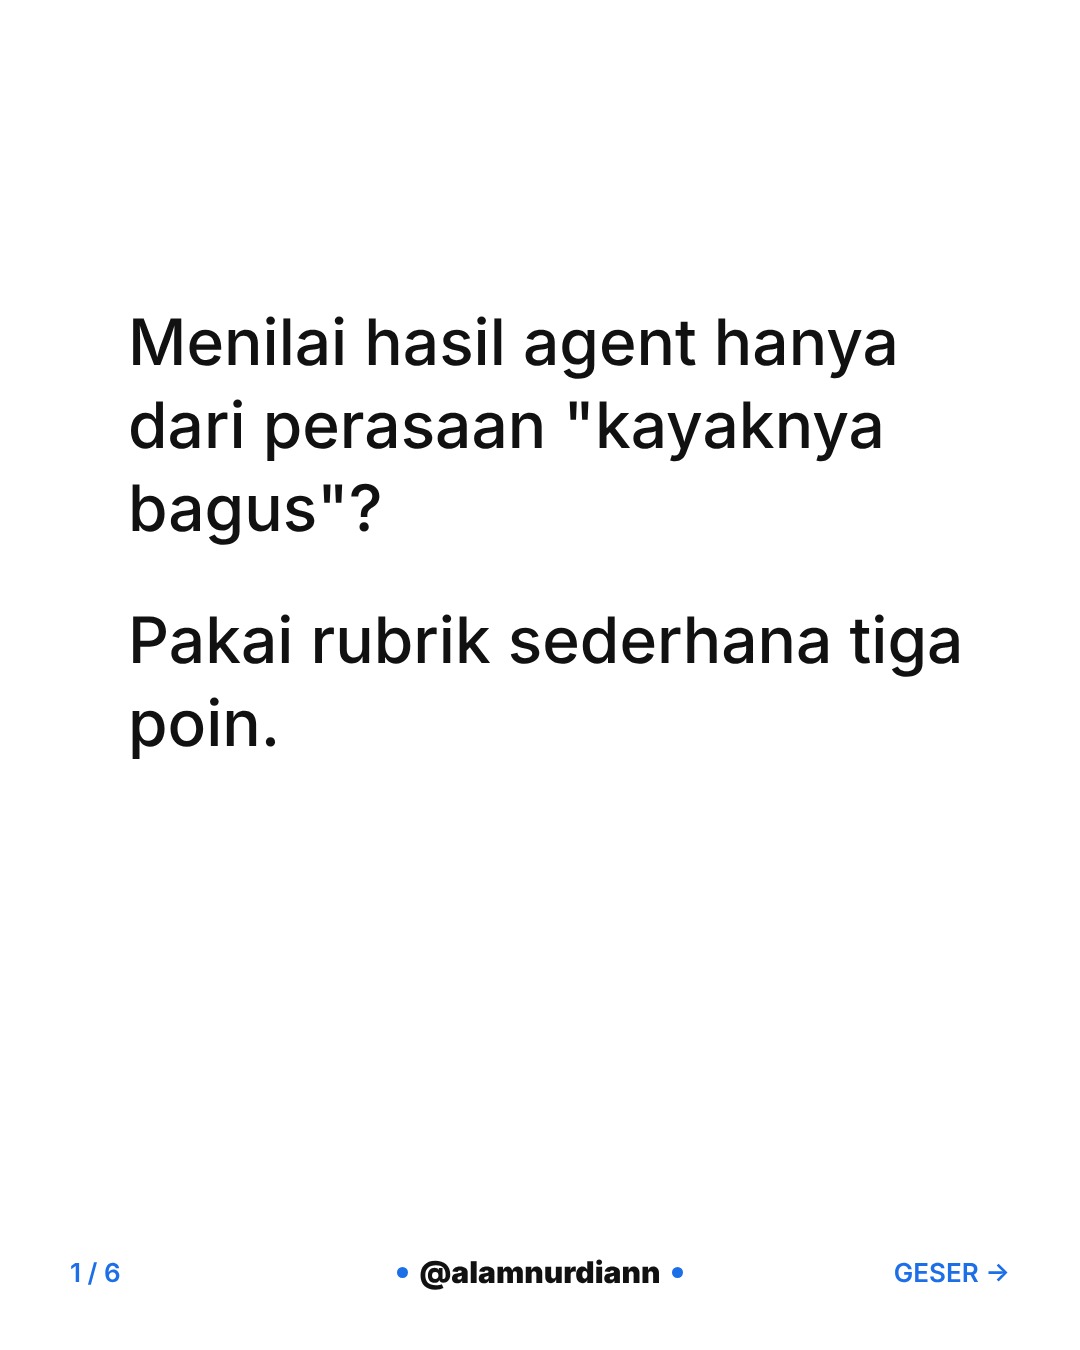 Menilai hasil agent hanya
dari perasaan "kayaknya
bagus"?
Pakai rubrik sederhana tiga
poin.
1 / 6
• @alamnurdiann •
GESER →